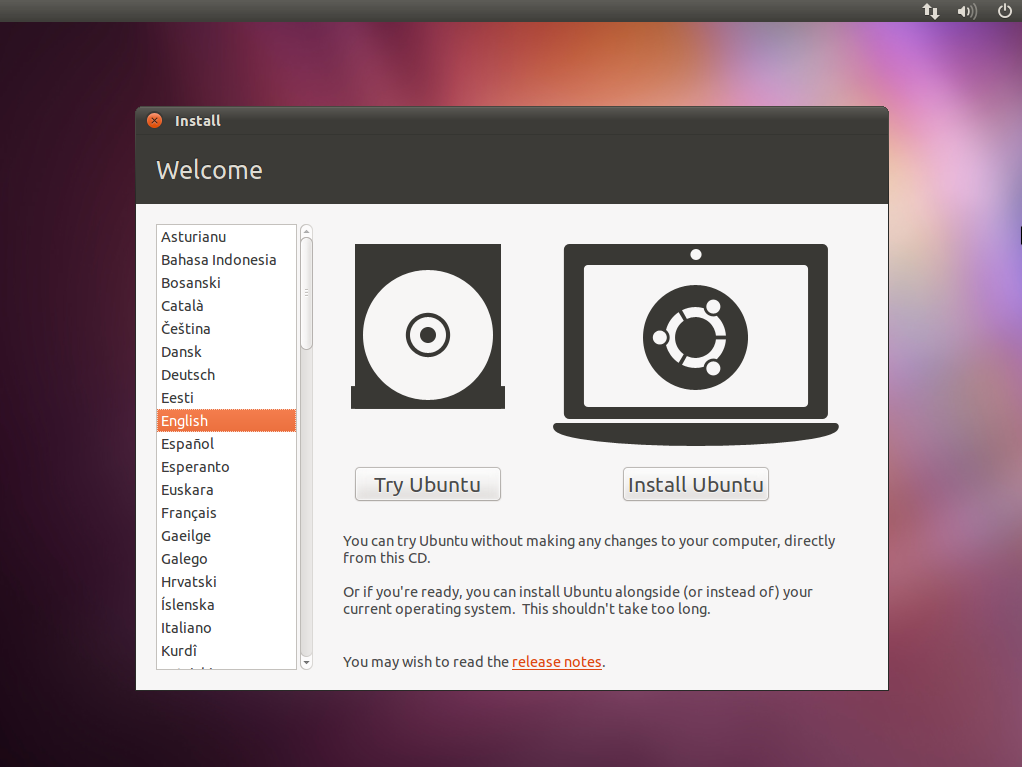 Install
Welcome
Asturianu
Bahasa Indonesia
Bosanski
Català
Čeština
Dansk
Deutsch
Eesti
English
Español
Esperanto
Euskara
Français
Gaeilge
Galego
Hrvatski
Íslenska
Italiano
Kurdî
Try Ubuntu
Install Ubuntu
You can try Ubuntu without making any changes to your computer, directly
from this CD.
Or if you're ready, you can install Ubuntu alongside (or instead of) your
current operating system.  This shouldn't take too long.
You may wish to read the release notes.